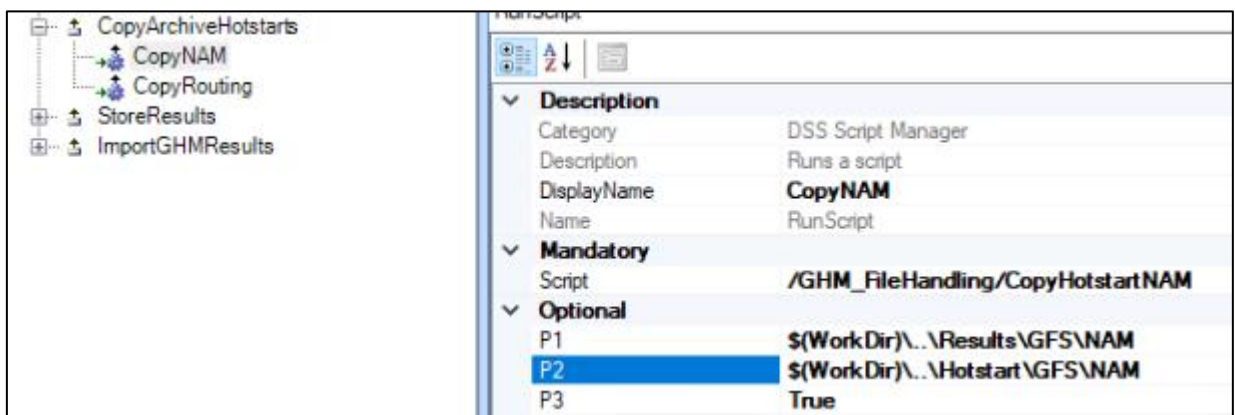 CopyArchiveHotstarts
CopyNAM
CopyRouting
StoreResults
ImportGHMResults
RunScript
Description
Category DSS Script Manager
Description Runs a script
DisplayName CopyNAM
Name RunScript
Mandatory
Script /GHM_FileHandling/CopyHotstartNAM
Optional
P1 $(WorkDir)\..\Results\GFS\NAM
P2 $(WorkDir)\..\Hotstart\GFS\NAM
P3 True